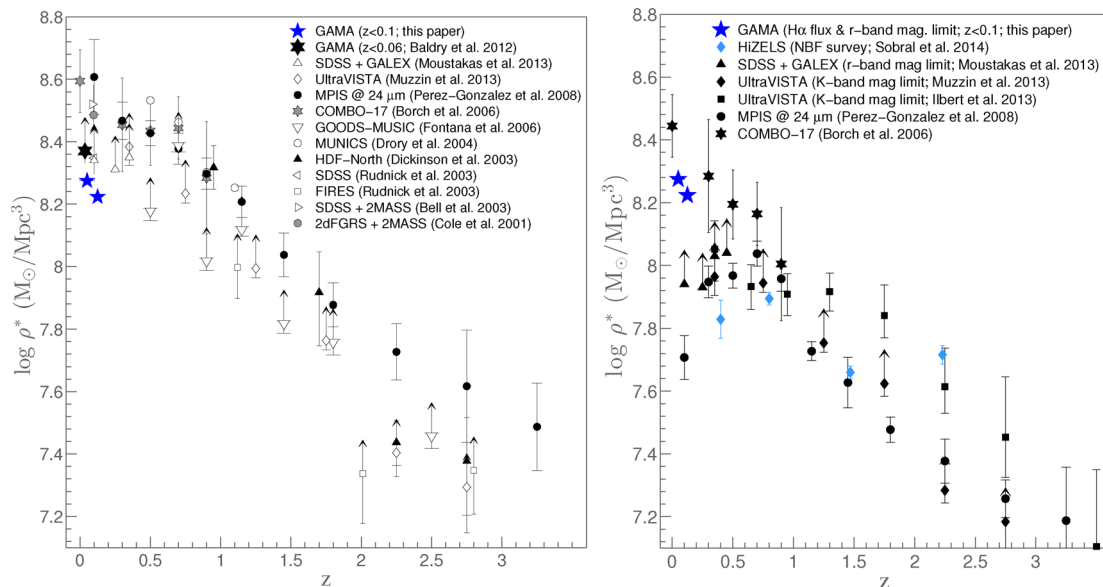 8.8
8.6
8.4
8.2
8
7.8
7.6
7.4
7.2
log ρ* (M⊙/Mpc³)
GAMA (z<0.1; this paper)
GAMA (z<0.06; Baldry et al. 2012)
SDSS + GALEX (Moustakas et al. 2013)
UltraVISTA (Muzzin et al. 2013)
MPIS @ 24 μm (Perez-Gonzalez et al. 2008)
COMBO-17 (Borch et al. 2006)
GOODS-MUSIC (Fontana et al. 2006)
MUNICS (Drory et al. 2004)
HDF-North (Dickinson et al. 2003)
SDSS (Rudnick et al. 2003)
FIRES (Rudnick et al. 2003)
SDSS + 2MASS (Bell et al. 2003)
2dFGRS + 2MASS (Cole et al. 2001)
0 0.5 1 1.5 2 2.5 3
z
8.8
8.6
8.4
8.2
8
7.8
7.6
7.4
7.2
log ρ* (M⊙/Mpc³)
GAMA (Hα flux & r-band mag. limit; z<0.1; this paper)
HiZELS (NBF survey; Sobral et al. 2014)
SDSS + GALEX (r-band mag limit; Moustakas et al. 2013)
UltraVISTA (K-band mag limit; Muzzin et al. 2013)
UltraVISTA (K-band mag limit; Ilbert et al. 2013)
MPIS @ 24 μm (Perez-Gonzalez et al. 2008)
COMBO-17 (Borch et al. 2006)
0 0.5 1 1.5 2 2.5 3
z